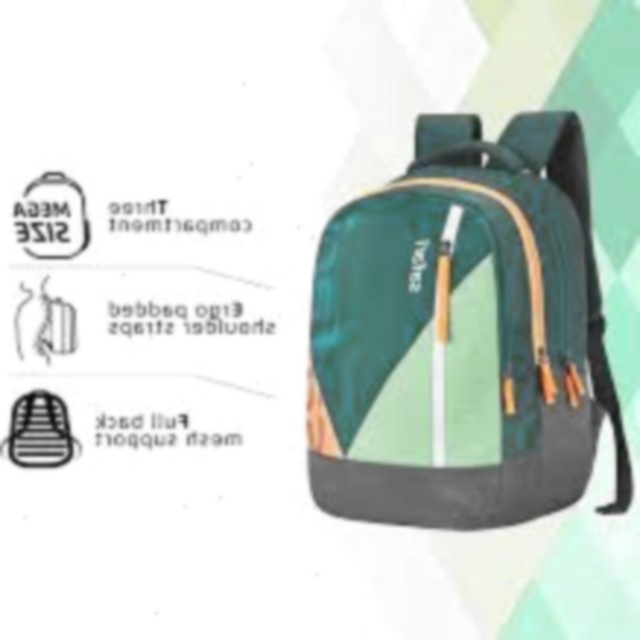 MEGA
SIZE
Three
compartment
Ergo padded
shoulder straps
Full back
mesh support